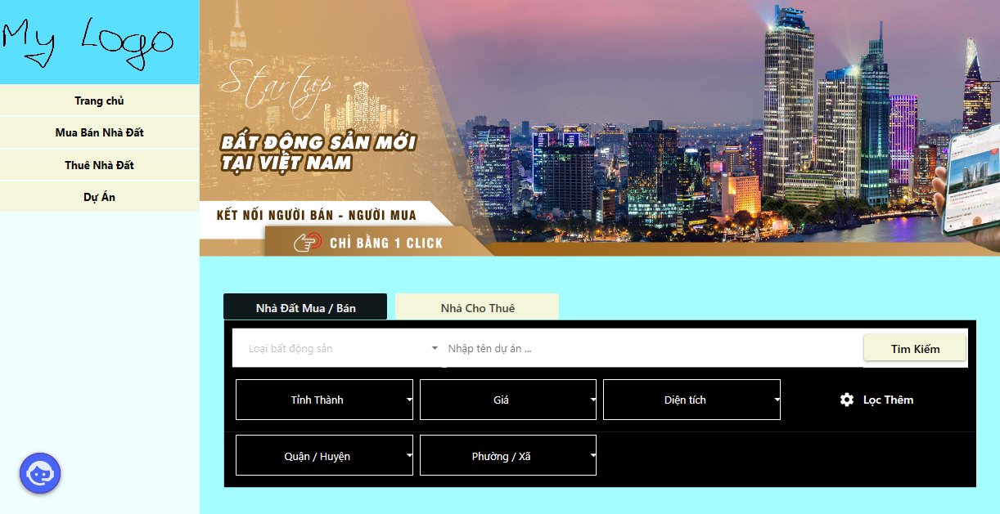 My Logo
Trang chủ
Mua Bán Nhà Đất
Thuê Nhà Đất
Dự Án
Startup
BẤT ĐỘNG SẢN MỚI
TẠI VIỆT NAM
KẾT NỐI NGƯỜI BÁN - NGƯỜI MUA
CHỈ BẰNG 1 CLICK
Nhà Đất Mua / Bán
Nhà Cho Thuê
Loại bất động sản
Nhập tên dự án ...
Tìm Kiếm
Tỉnh Thành
Giá
Diện tích
Lọc Thêm
Quận / Huyện
Phường / Xã